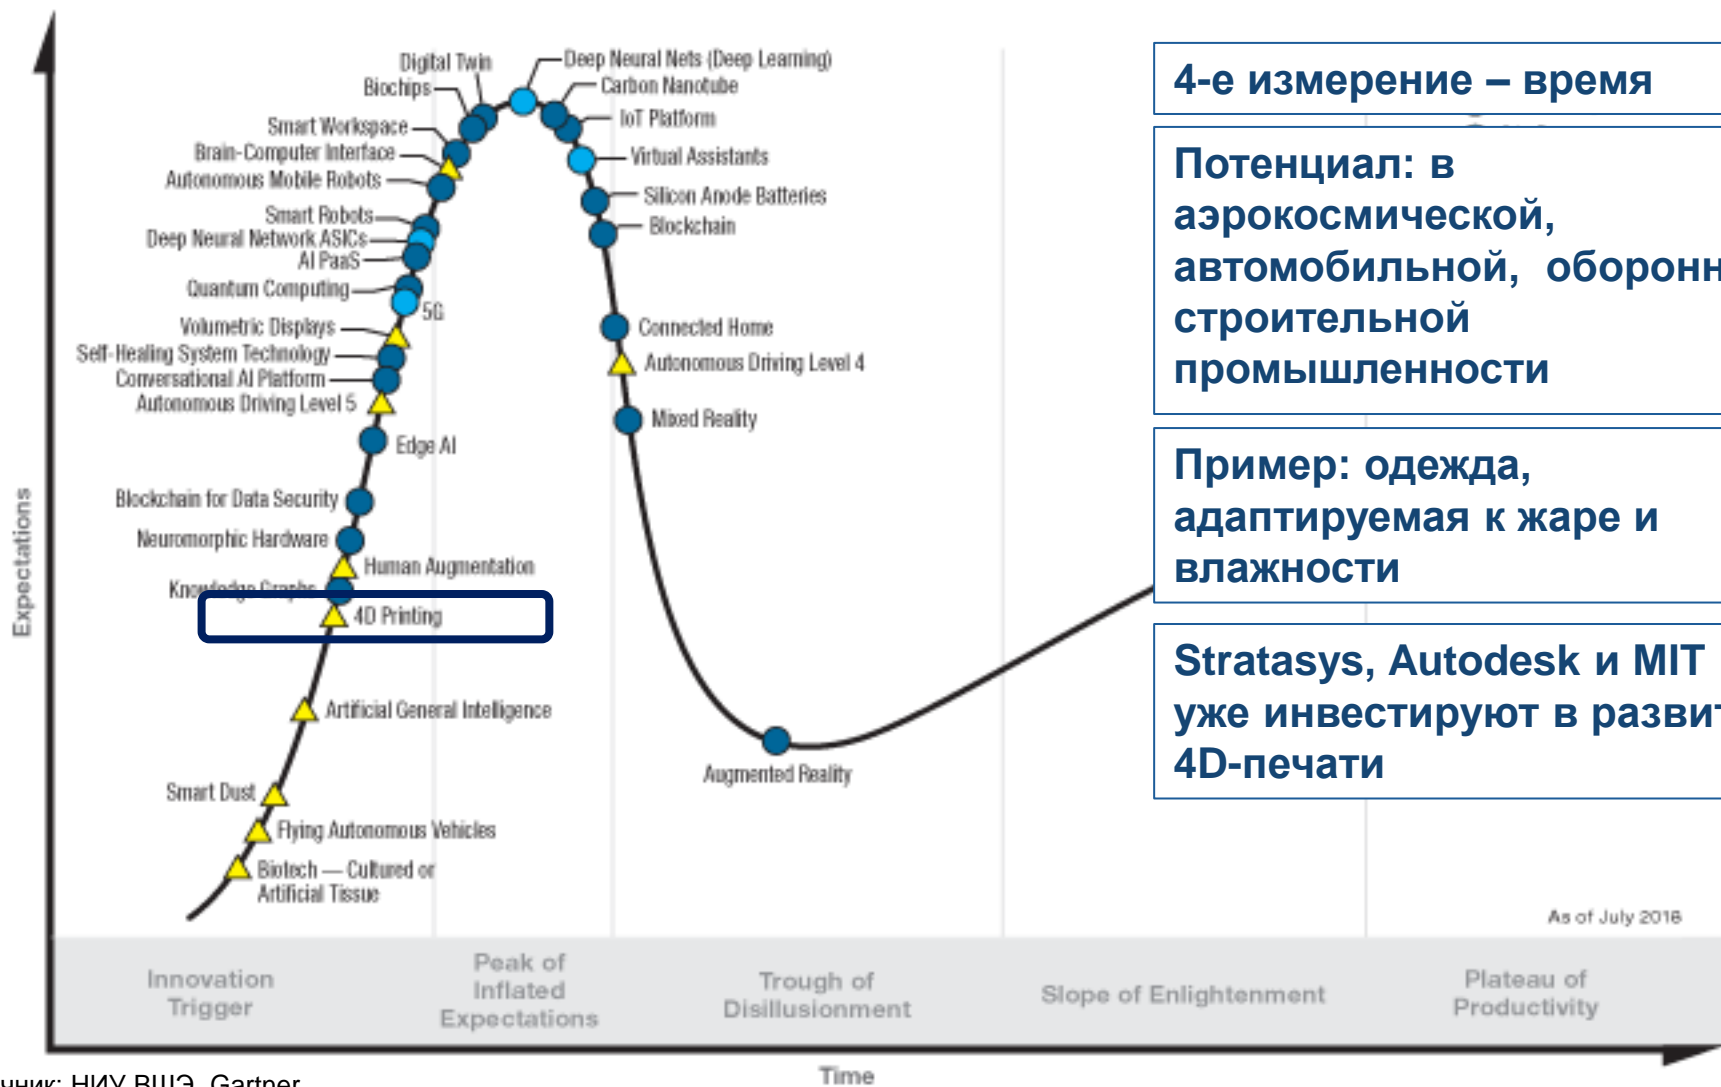 Digital Twin
Biochips
Smart Workspace
Brain-Computer Interface
Autonomous Mobile Robots
Smart Robots
Deep Neural Network ASICs
AI PaaS
Quantum Computing
5G
Volumetric Displays
Self-Healing System Technology
Conversational AI Platform
Autonomous Driving Level 5
Edge AI
Blockchain for Data Security
Neuromorphic Hardware
Human Augmentation
Knowledge Graphs
4D Printing
Artificial General Intelligence
Smart Dust
Flying Autonomous Vehicles
Biotech — Cultured or
Artificial Tissue
Deep Neural Nets (Deep Learning)
Carbon Nanotube
IoT Platform
Virtual Assistants
Silicon Anode Batteries
Blockchain
Connected Home
Autonomous Driving Level 4
Mixed Reality
Augmented Reality
4-е измерение – время
Потенциал: в
аэрокосмической,
автомобильной, оборонн
строительной
промышленности
Пример: одежда,
адаптируемая к жаре и
влажности
Stratasys, Autodesk и MIT
уже инвестируют в развит
4D-печати
As of July 2018
Expectations
Innovation
Trigger
Peak of
Inflated
Expectations
Trough of
Disillusionment
Slope of Enlightenment
Plateau of
Productivity
Time
чник: НИУ ВШЭ, Gartner